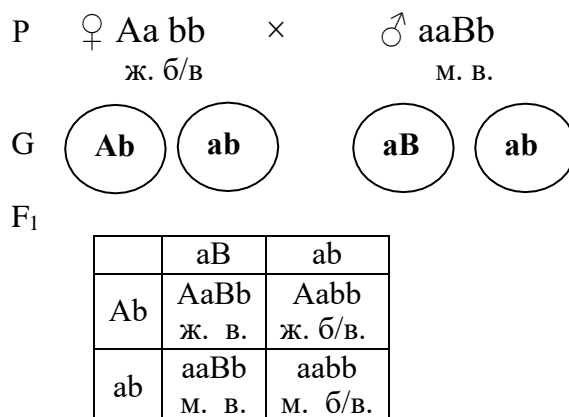 P ♀ Aa bb × ♂ aaBb
ж. б/в м. в.
G Ab ab aB ab
F1
aB ab
Ab AaBb Aabb
ж. в. ж. б/в.
ab aaBb aabb
м. в. м. б/в.